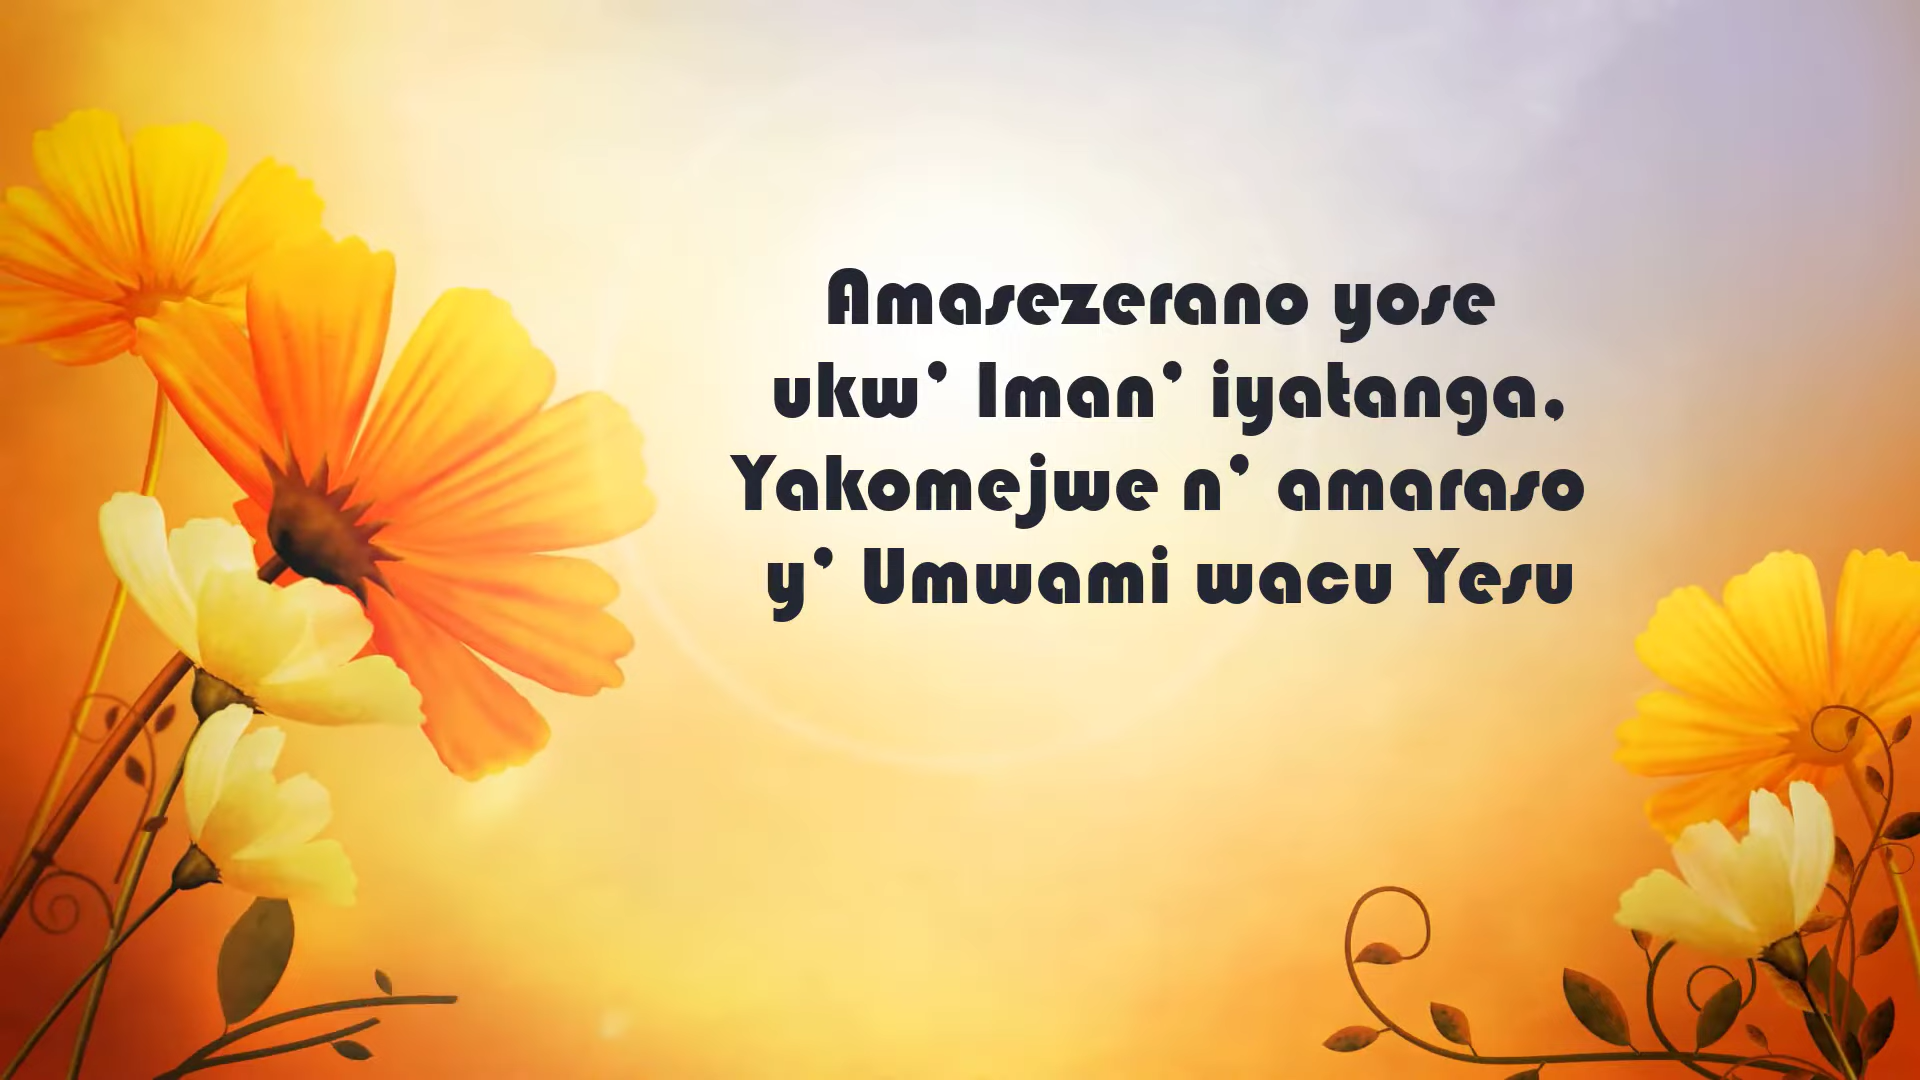 Amasezerano yose
ukw’ Iman’ iyatanga,
Yakomejwe n’ amaraso
y’ Umwami wacu Yesu